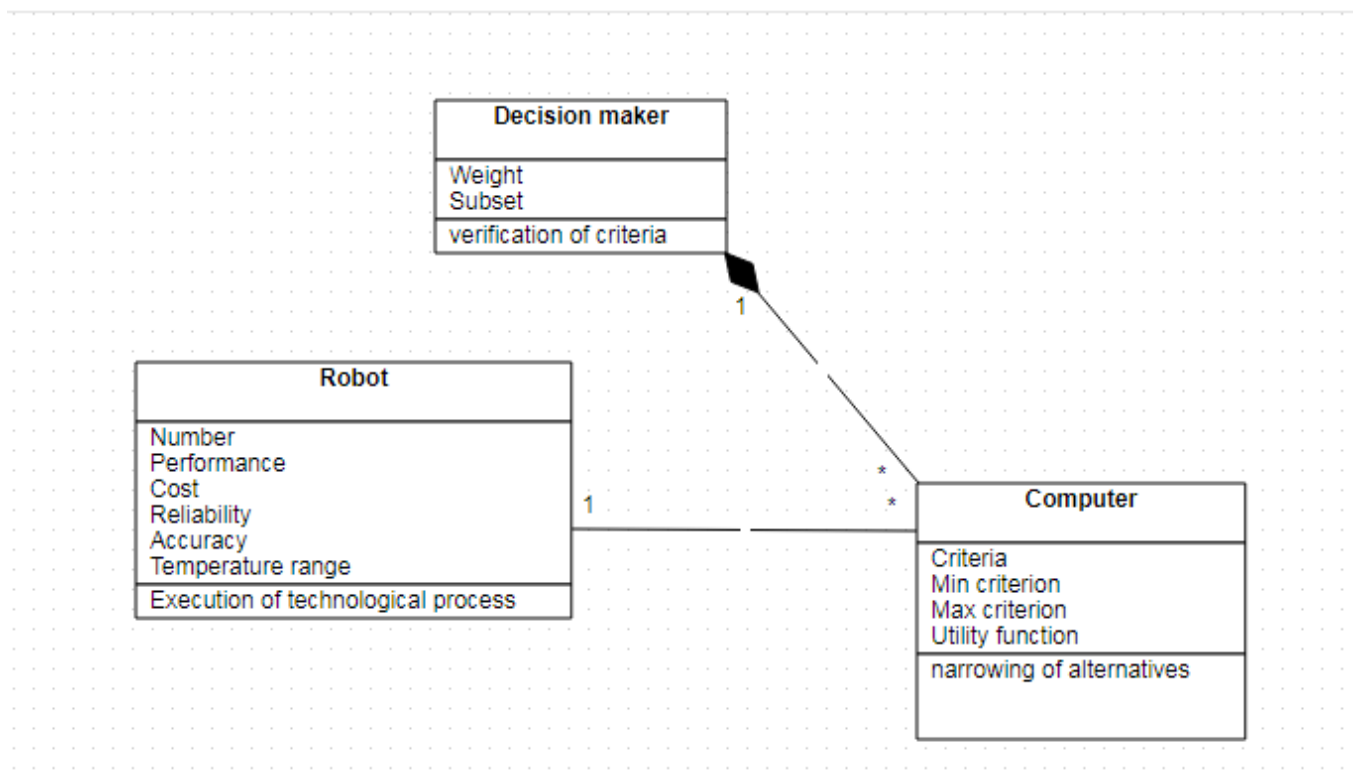 Decision maker
Weight
Subset
verification of criteria
1
Robot
Number
Performance
Cost
Reliability
Accuracy
Temperature range
Execution of technological process
1
*
*
Computer
Criteria
Min criterion
Max criterion
Utility function
narrowing of alternatives